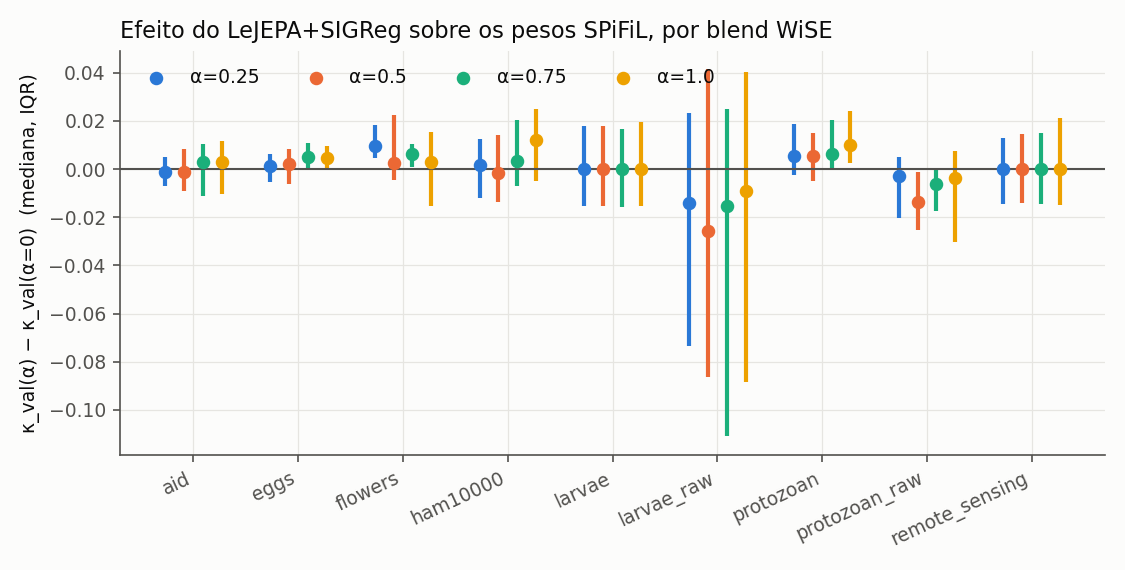 Efeito do LeJEPA+SIGReg sobre os pesos SPiFiL, por blend WiSE
α=0.25 α=0.5 α=0.75 α=1.0
κ_val(α) − κ_val(α=0) (mediana, IQR)
0.04
0.02
0.00
−0.02
−0.04
−0.06
−0.08
−0.10
aid
eggs
flowers
ham10000
larvae
larvae_raw
protozoan
protozoan_raw
remote_sensing